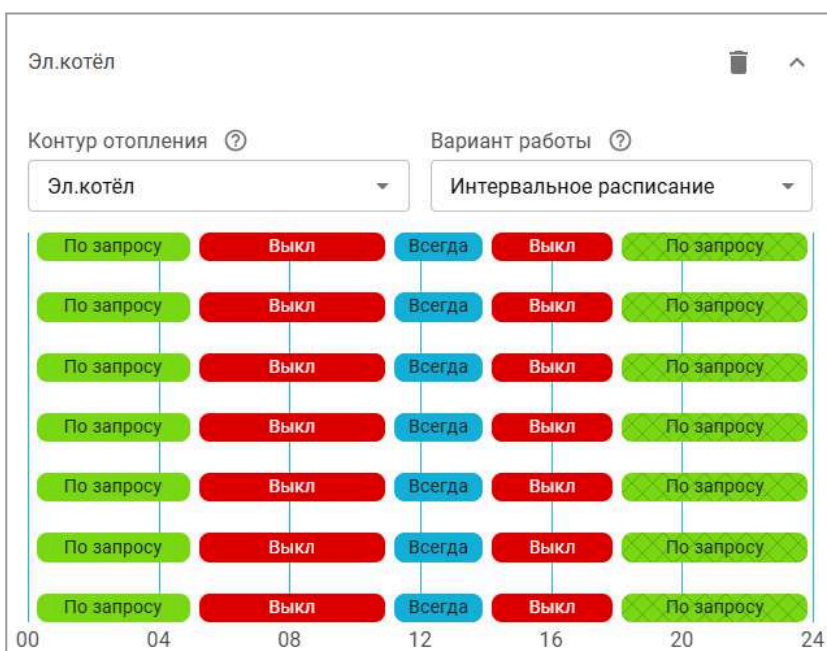 Эл.котёл
Контур отопления Вариант работы
Эл.котёл Интервальное расписание
По запросу Выкл Всегда Выкл По запросу
По запросу Выкл Всегда Выкл По запросу
По запросу Выкл Всегда Выкл По запросу
По запросу Выкл Всегда Выкл По запросу
По запросу Выкл Всегда Выкл По запросу
По запросу Выкл Всегда Выкл По запросу
По запросу Выкл Всегда Выкл По запросу
00 04 08 12 16 20 24